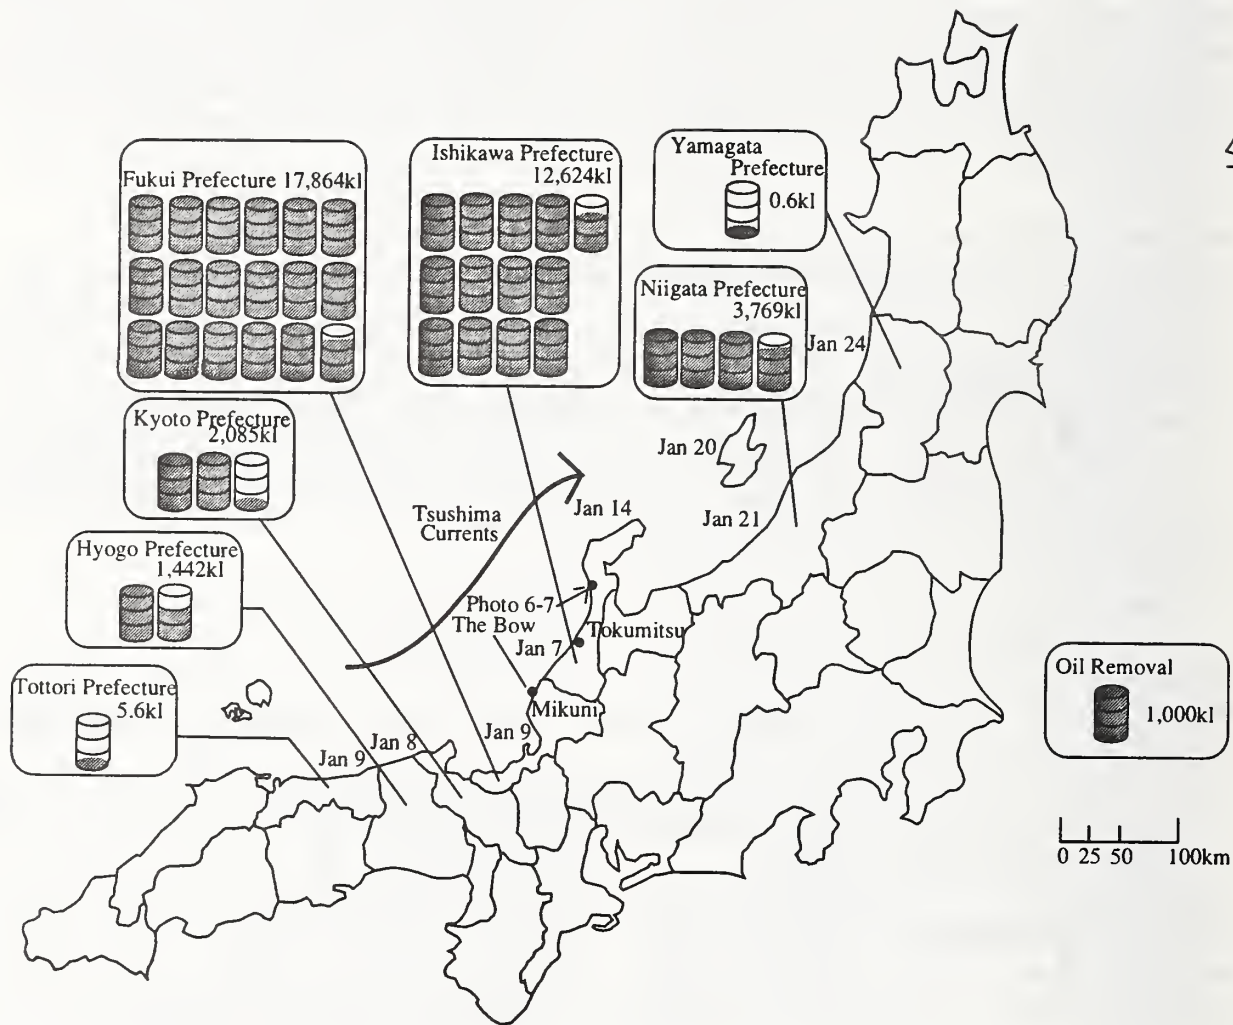 Fukui Prefecture 17,864kl
Ishikawa Prefecture
12,624kl
Yamagata
Prefecture
0.6kl
Niigata Prefecture
3,769kl
Jan 24
Kyoto Prefecture
2,085kl
Jan 20
Tsushima
Currents
Jan 14
Jan 21
Hyogo Prefecture
1,442kl
Photo 6-7
The Bow
Tokumitsu
Jan 7
Mikuni
Tottori Prefecture
5.6kl
Jan 9
Jan 8
Jan 9
Oil Removal
1,000kl
0 25 50 100km